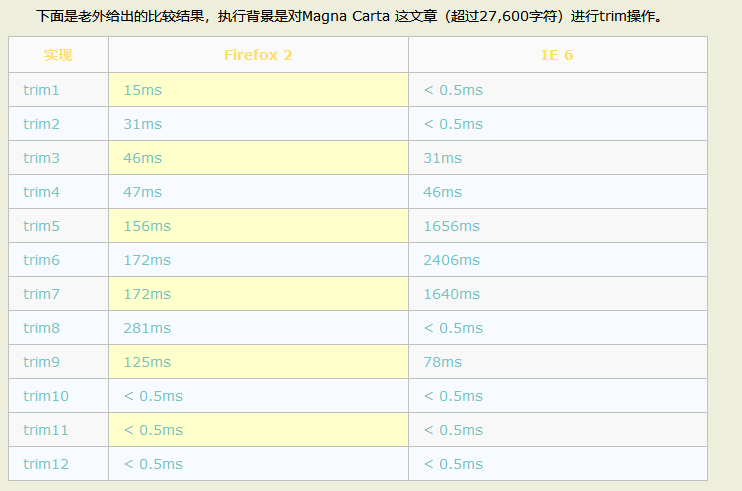 下面是老外给出的比较结果，执行背景是对Magna Carta 这文章（超过27,600字符）进行trim操作。
实现 Firefox 2 IE 6
trim1 15ms < 0.5ms
trim2 31ms < 0.5ms
trim3 46ms 31ms
trim4 47ms 46ms
trim5 156ms 1656ms
trim6 172ms 2406ms
trim7 172ms 1640ms
trim8 281ms < 0.5ms
trim9 125ms 78ms
trim10 < 0.5ms < 0.5ms
trim11 < 0.5ms < 0.5ms
trim12 < 0.5ms < 0.5ms